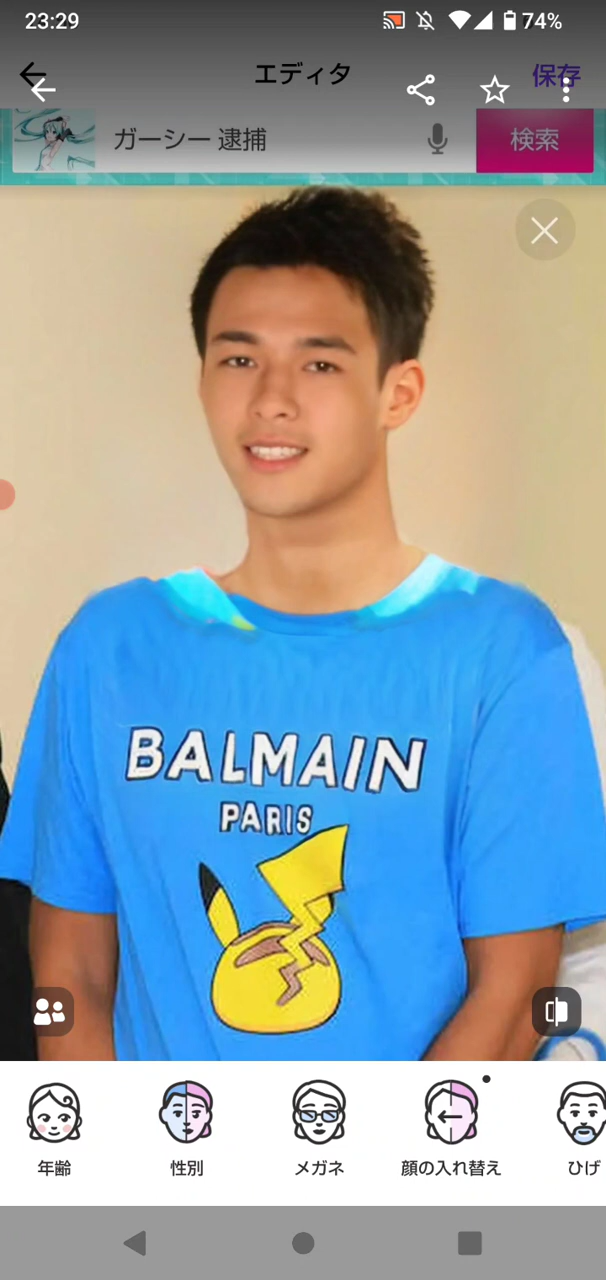 23:29
74%
エディタ
保存
ガーシー 逮捕
検索
BALMAIN
PARIS
年齢
性別
メガネ
顔の入れ替え
ひげ